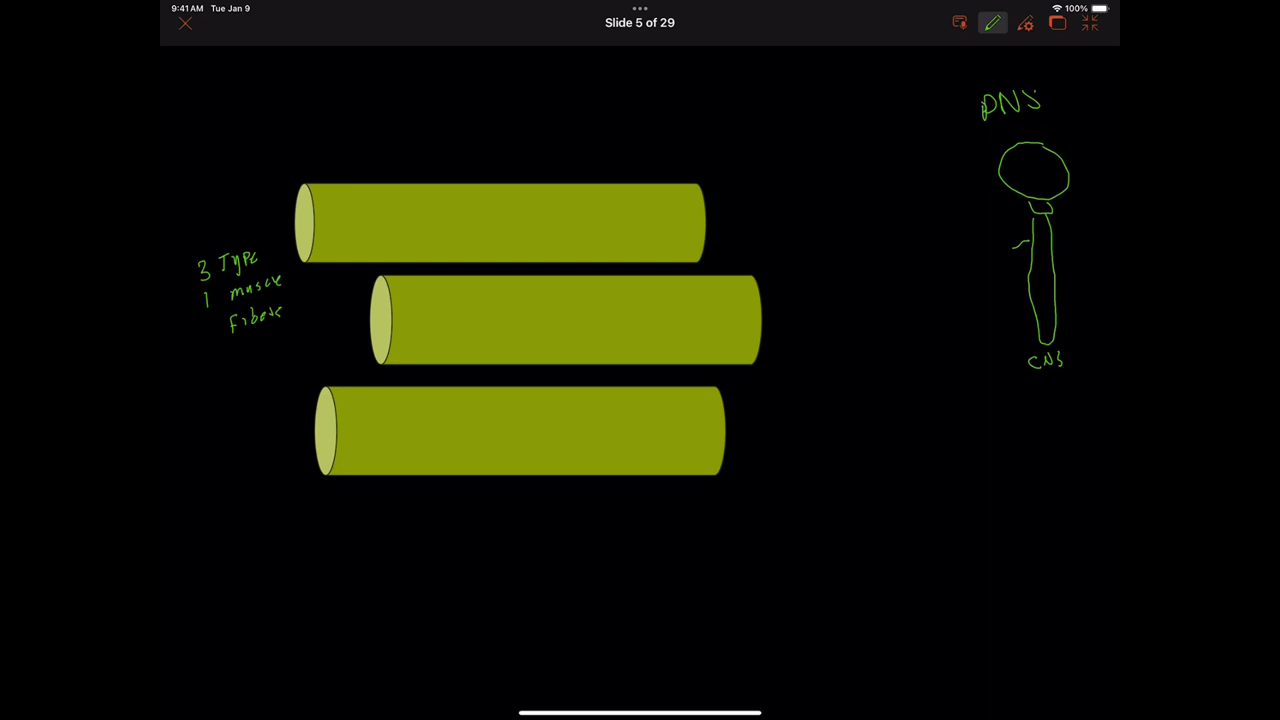 9:41 AM Tue Jan 9
100%
Slide 5 of 29
PNS
3 Type
1 muscle
Fibers
CNS